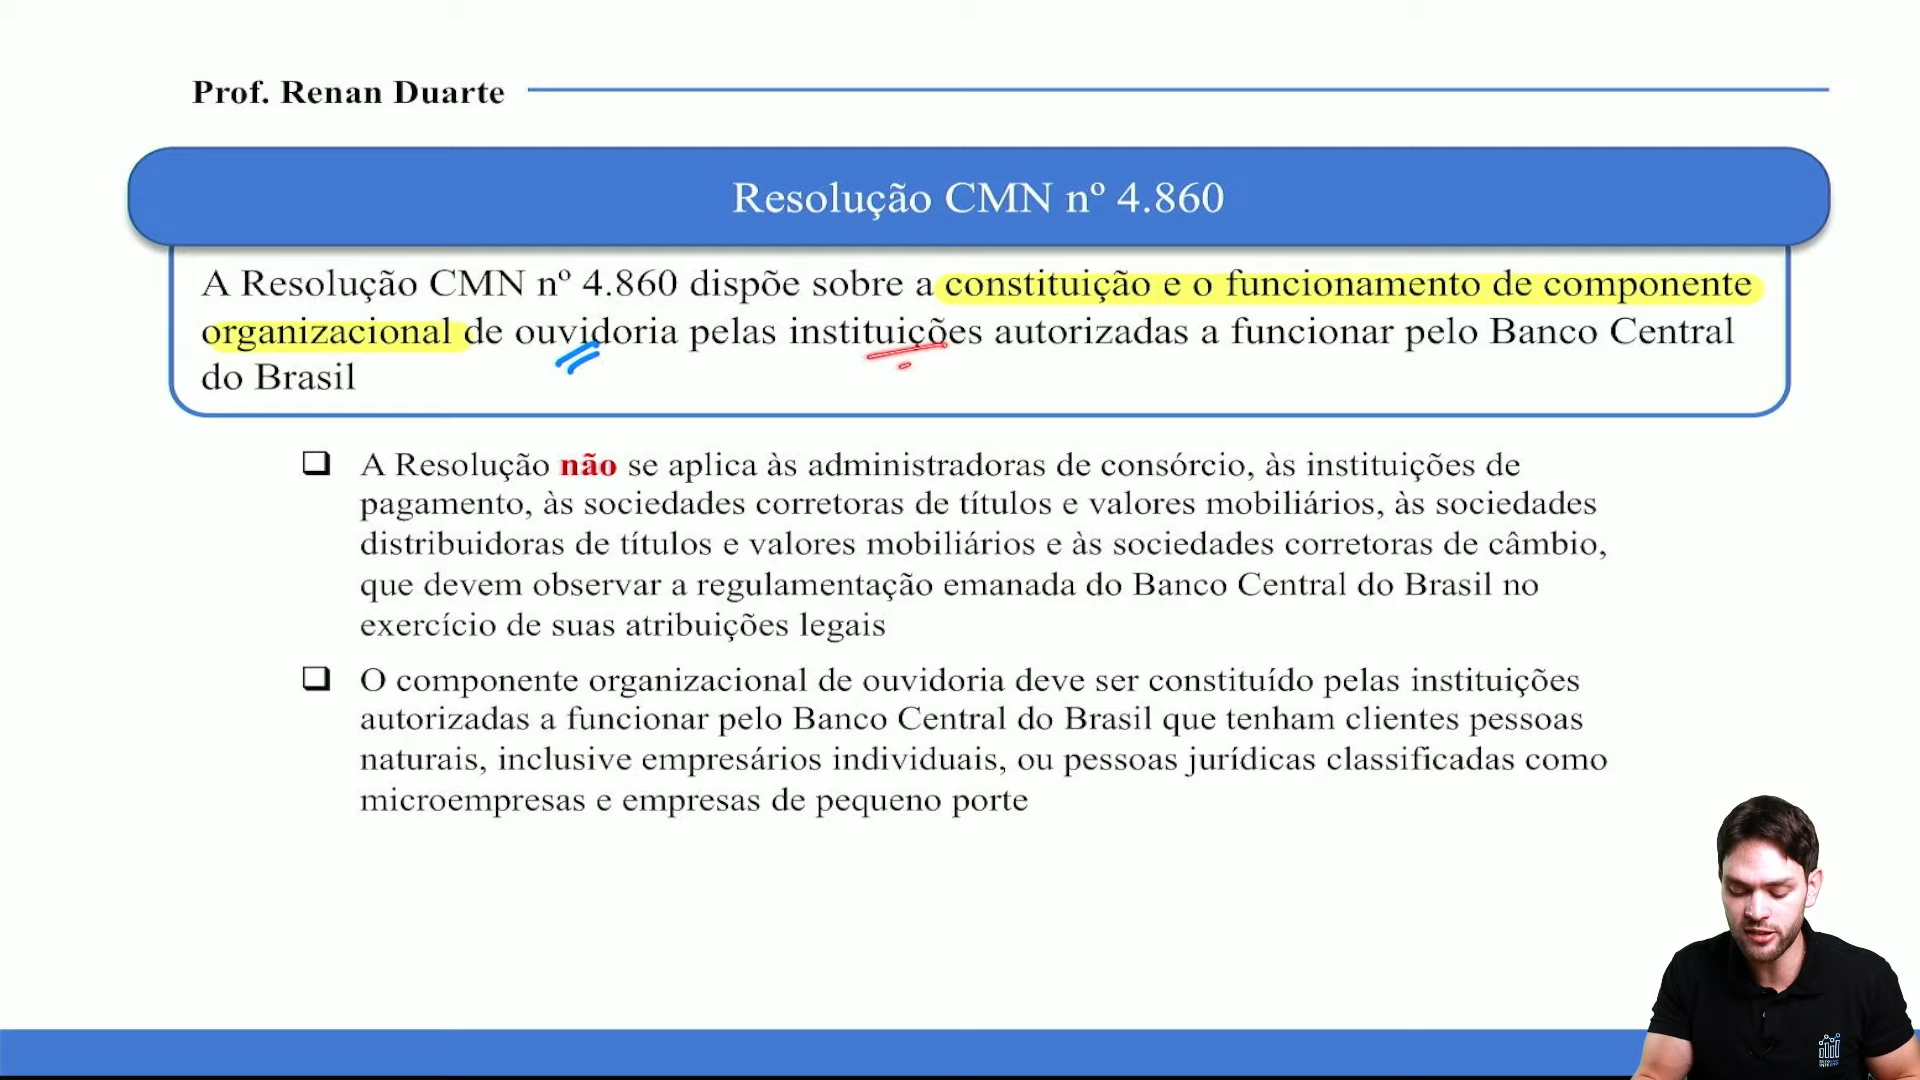 Prof. Renan Duarte
Resolução CMN nº 4.860
A Resolução CMN nº 4.860 dispõe sobre a constituição e o funcionamento de componente
organizacional de ouvidoria pelas instituições autorizadas a funcionar pelo Banco Central
do Brasil
A Resolução não se aplica às administradoras de consórcio, às instituições de
pagamento, às sociedades corretoras de títulos e valores mobiliários, às sociedades
distribuidoras de títulos e valores mobiliários e às sociedades corretoras de câmbio,
que devem observar a regulamentação emanada do Banco Central do Brasil no
exercício de suas atribuições legais
O componente organizacional de ouvidoria deve ser constituído pelas instituições
autorizadas a funcionar pelo Banco Central do Brasil que tenham clientes pessoas
naturais, inclusive empresários individuais, ou pessoas jurídicas classificadas como
microempresas e empresas de pequeno porte